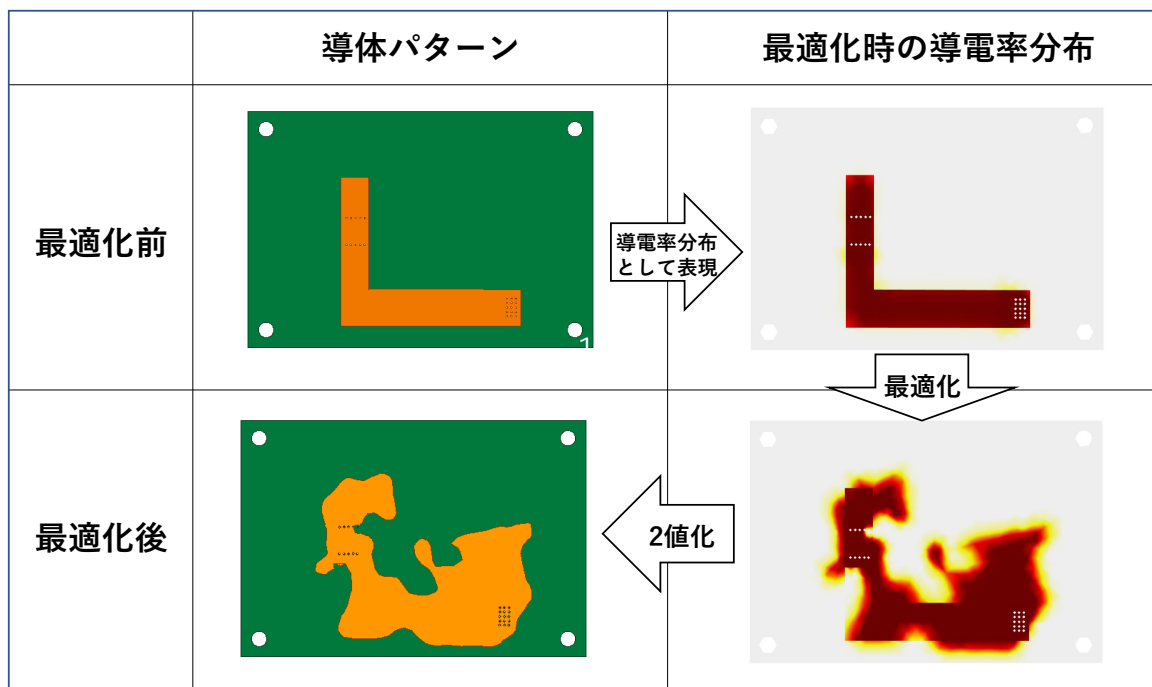 導体パターン
最適化時の導電率分布
最適化前
導電率分布
として表現
1
最適化
最適化後
2値化